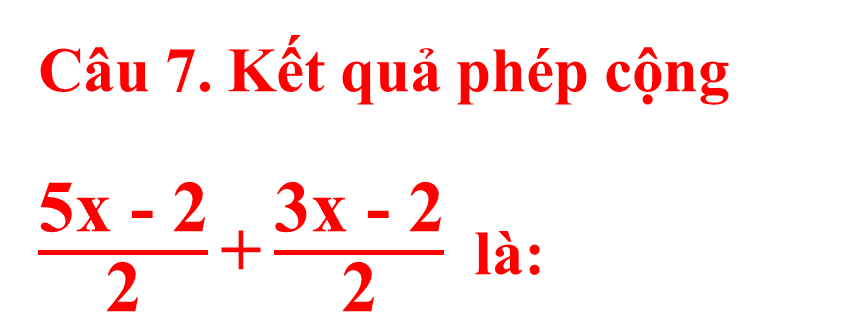 Câu 7. Kết quả phép cộng
5x - 2 3x - 2
+ là:
2 2